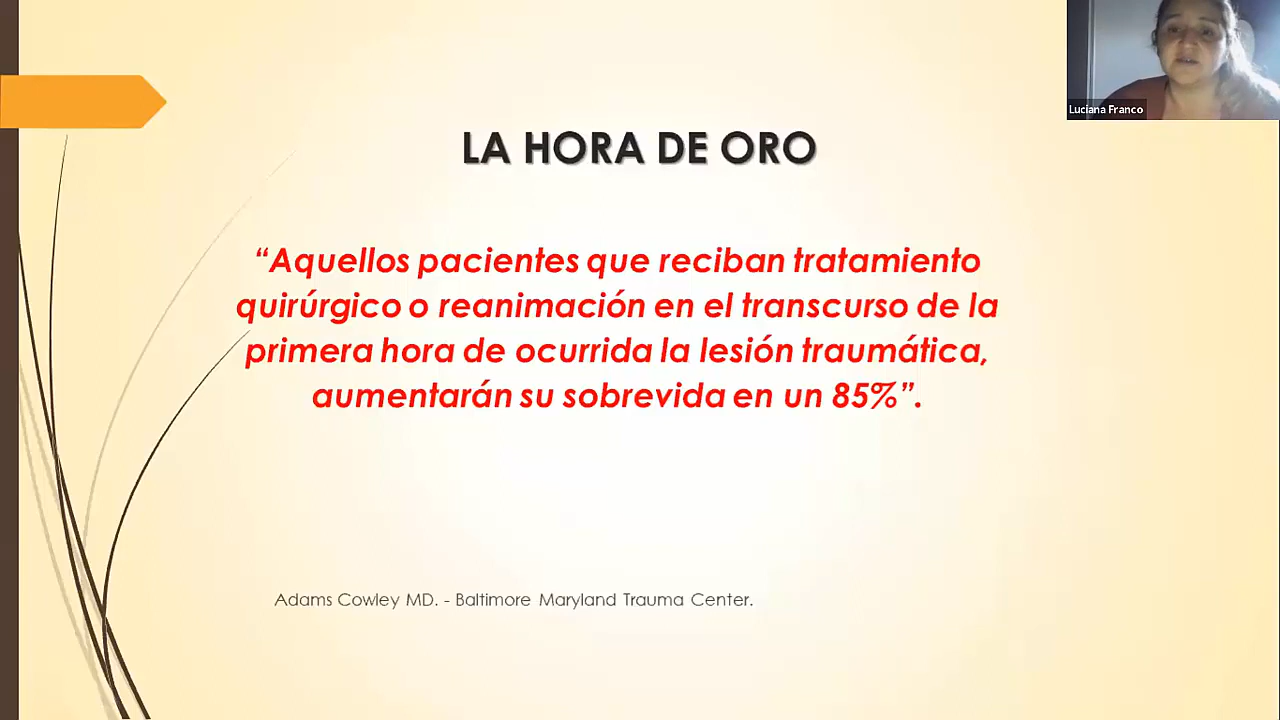 Luciana Franco
LA HORA DE ORO
“Aquellos pacientes que reciban tratamiento
quirúrgico o reanimación en el transcurso de la
primera hora de ocurrida la lesión traumática,
aumentarán su sobrevida en un 85%”.
Adams Cowley MD. - Baltimore Maryland Trauma Center.